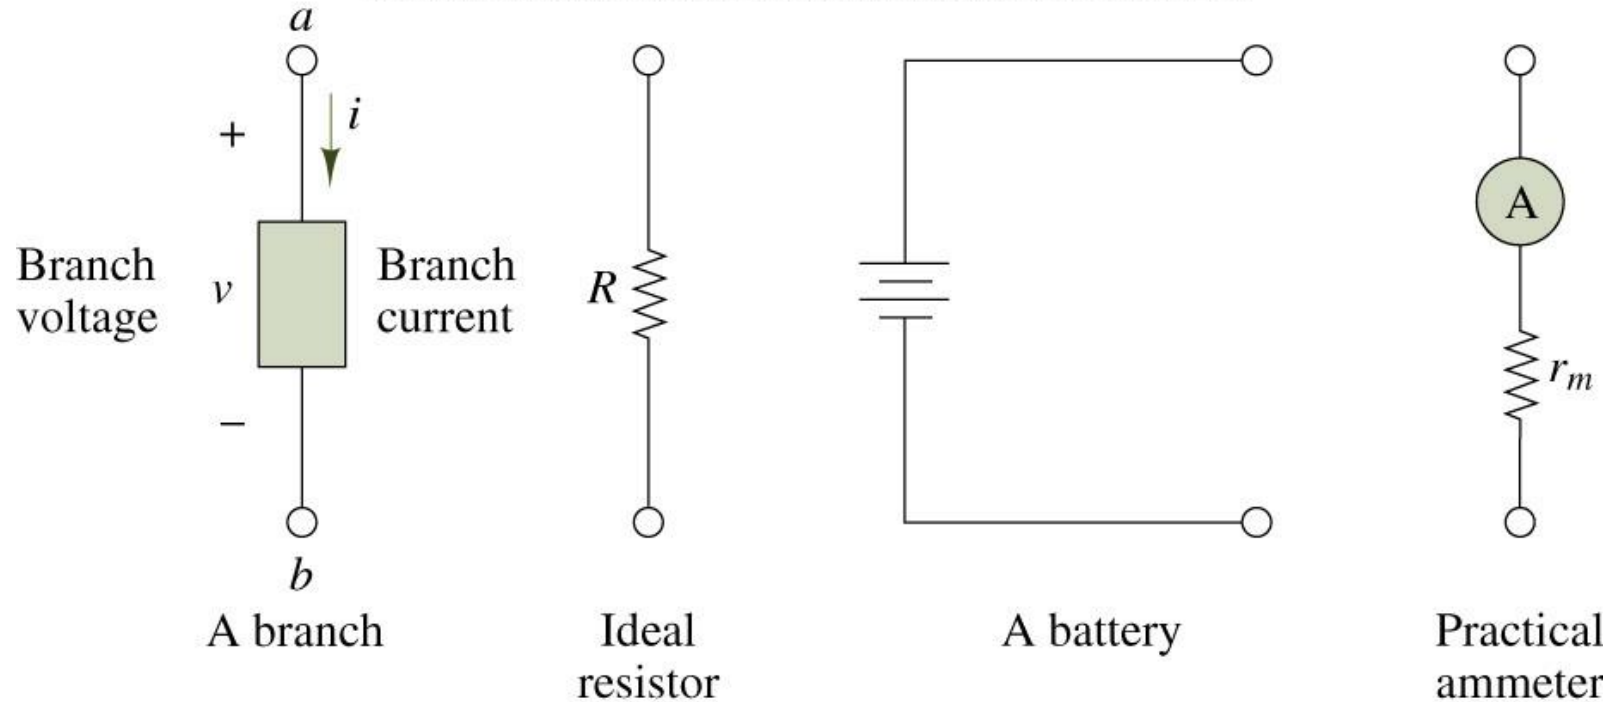 a
+
i
Branch
voltage
v
Branch
current
−
b
A branch
R
Ideal
resistor
A battery
A
r_m
Practical
ammeter